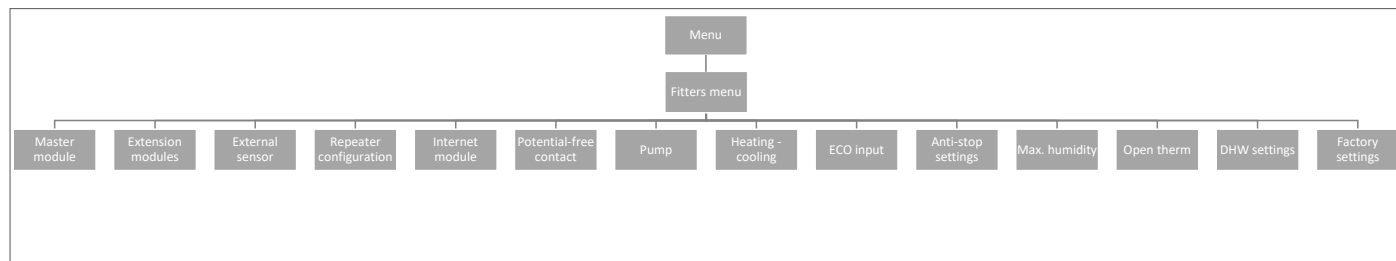 Menu
Fitters menu
Master
module
Extension
modules
External
sensor
Repeater
configuration
Internet
module
Potential-free
contact
Pump
Heating -
cooling
ECO input
Anti-stop
settings
Max. humidity
Open therm
DHW settings
Factory
settings